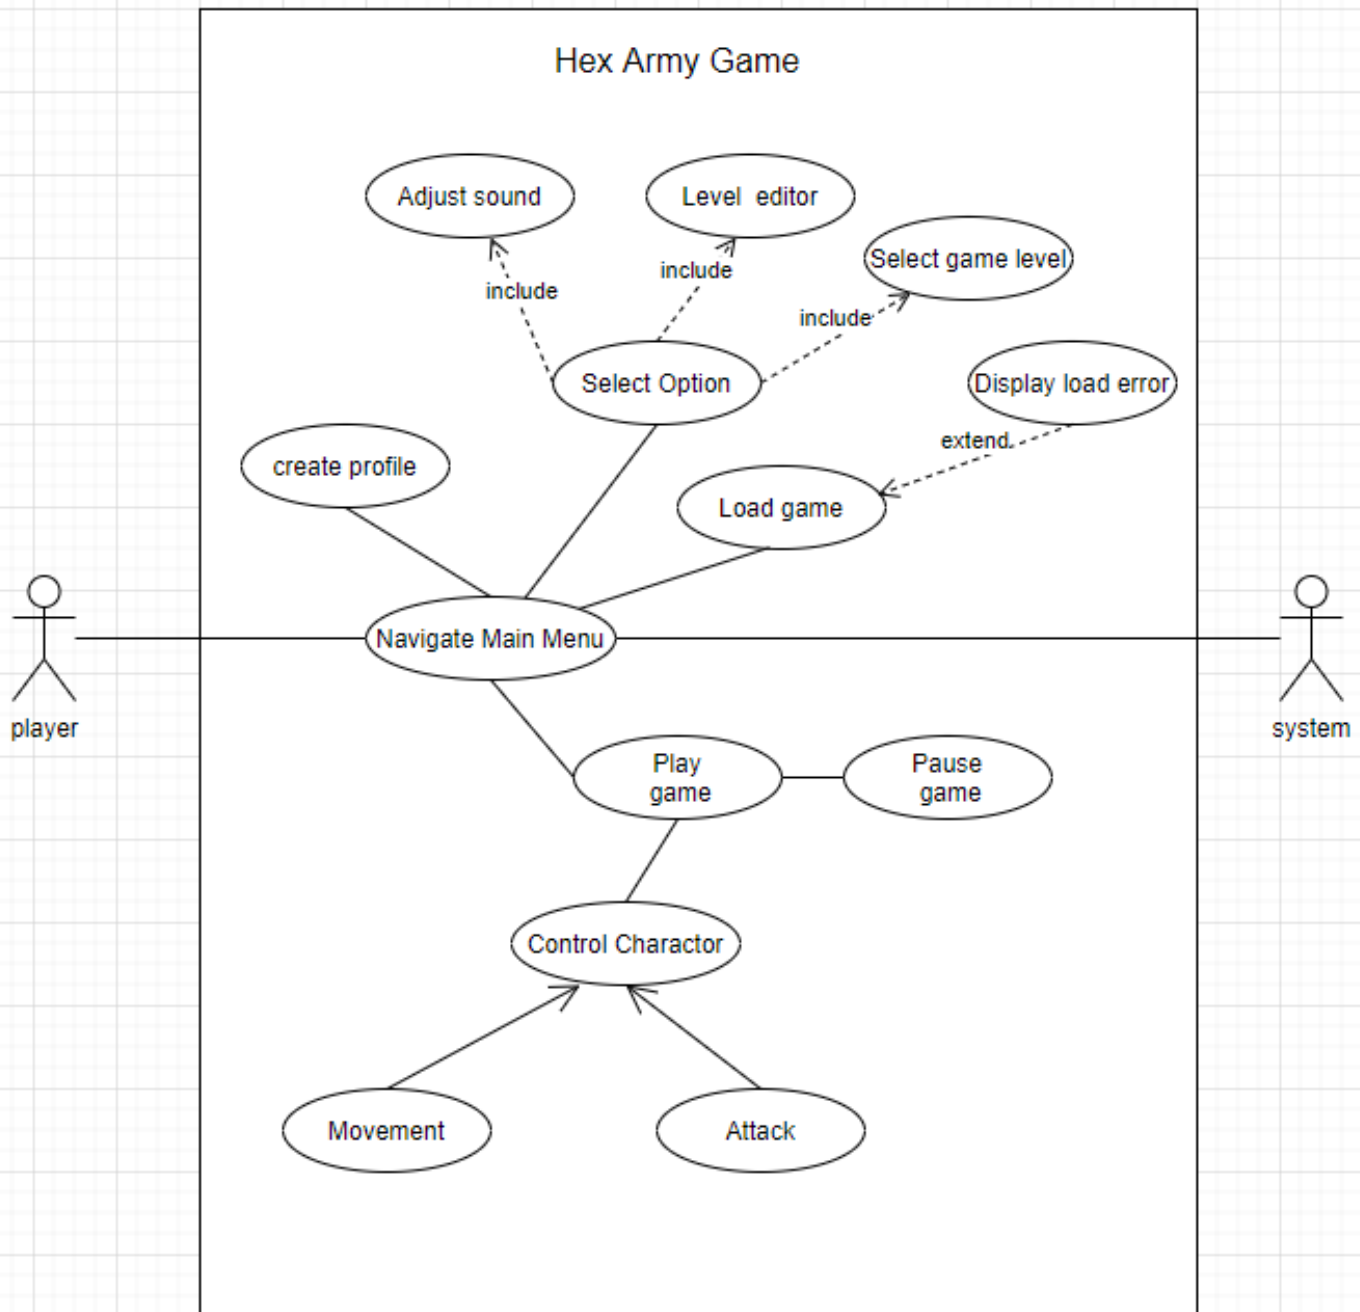 Hex Army Game
Adjust sound
Level editor
Select game level
include
include
include
Select Option
Display load error
extend
create profile
Load game
Navigate Main Menu
player
system
Play
game
Pause
game
Control Charactor
Movement
Attack